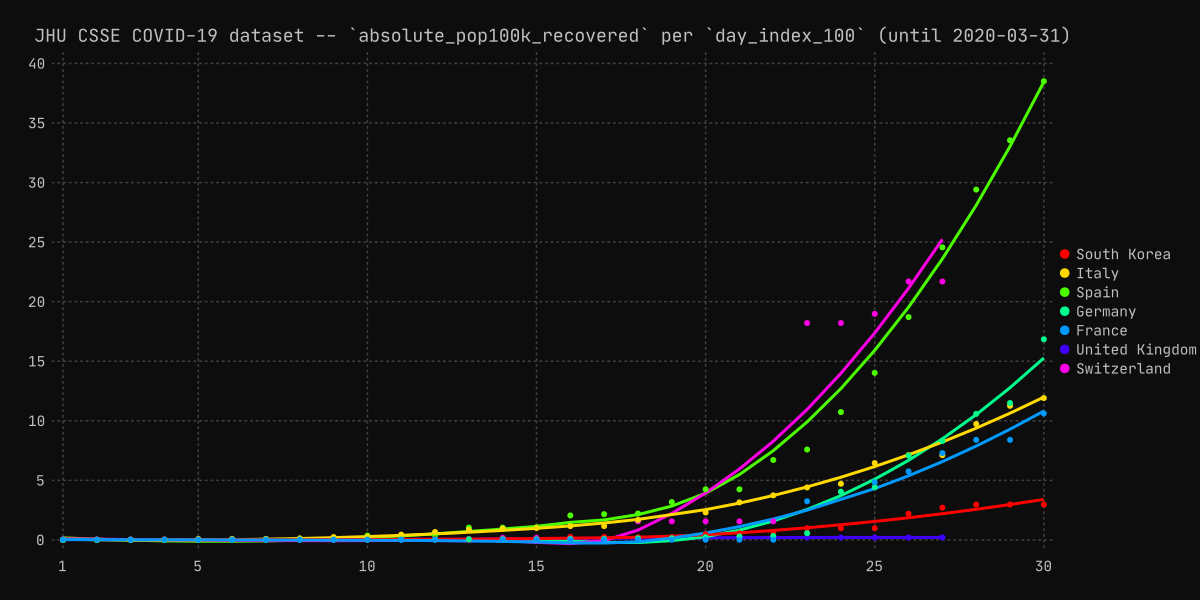 JHU CSSE COVID-19 dataset -- `absolute_pop100k_recovered` per `day_index_100` (until 2020-03-31)
40
35
30
25
20
15
10
5
0
1 5 10 15 20 25 30
South Korea
Italy
Spain
Germany
France
United Kingdom
Switzerland